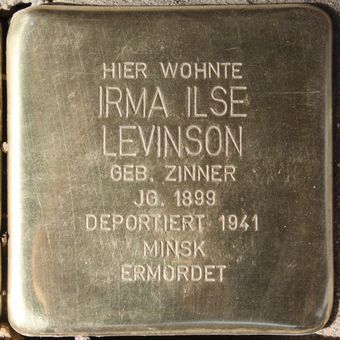 HIER WOHNTE
IRMA ILSE
LEVINSON
GEB. ZINNER
JG. 1899
DEPORTIERT 1941
MINSK
ERMORDET